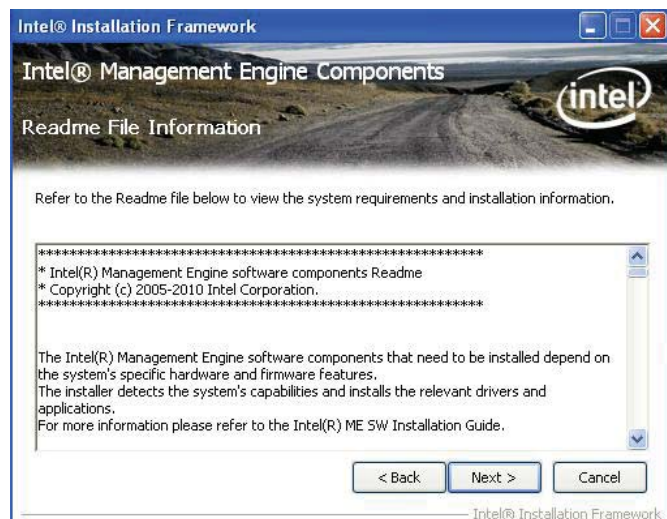 Intel® Installation Framework
Intel® Management Engine Components
intel
Readme File Information
Refer to the Readme file below to view the system requirements and installation information.
*********************************************************
* Intel(R) Management Engine software components Readme
* Copyright (c) 2005-2010 Intel Corporation.
*********************************************************
The Intel(R) Management Engine software components that need to be installed depend on
the system's specific hardware and firmware features.
The installer detects the system's capabilities and installs the relevant drivers and
applications.
For more information please refer to the Intel(R) ME SW Installation Guide.
< Back Next > Cancel
Intel® Installation Framework